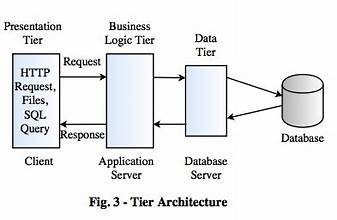 Presentation
Tier
Business
Logic Tier
Data
Tier
HTTP
Request,
Files,
SQL
Query
Request
Response
Client
Application
Server
Database
Server
Database
Fig. 3 - Tier Architecture